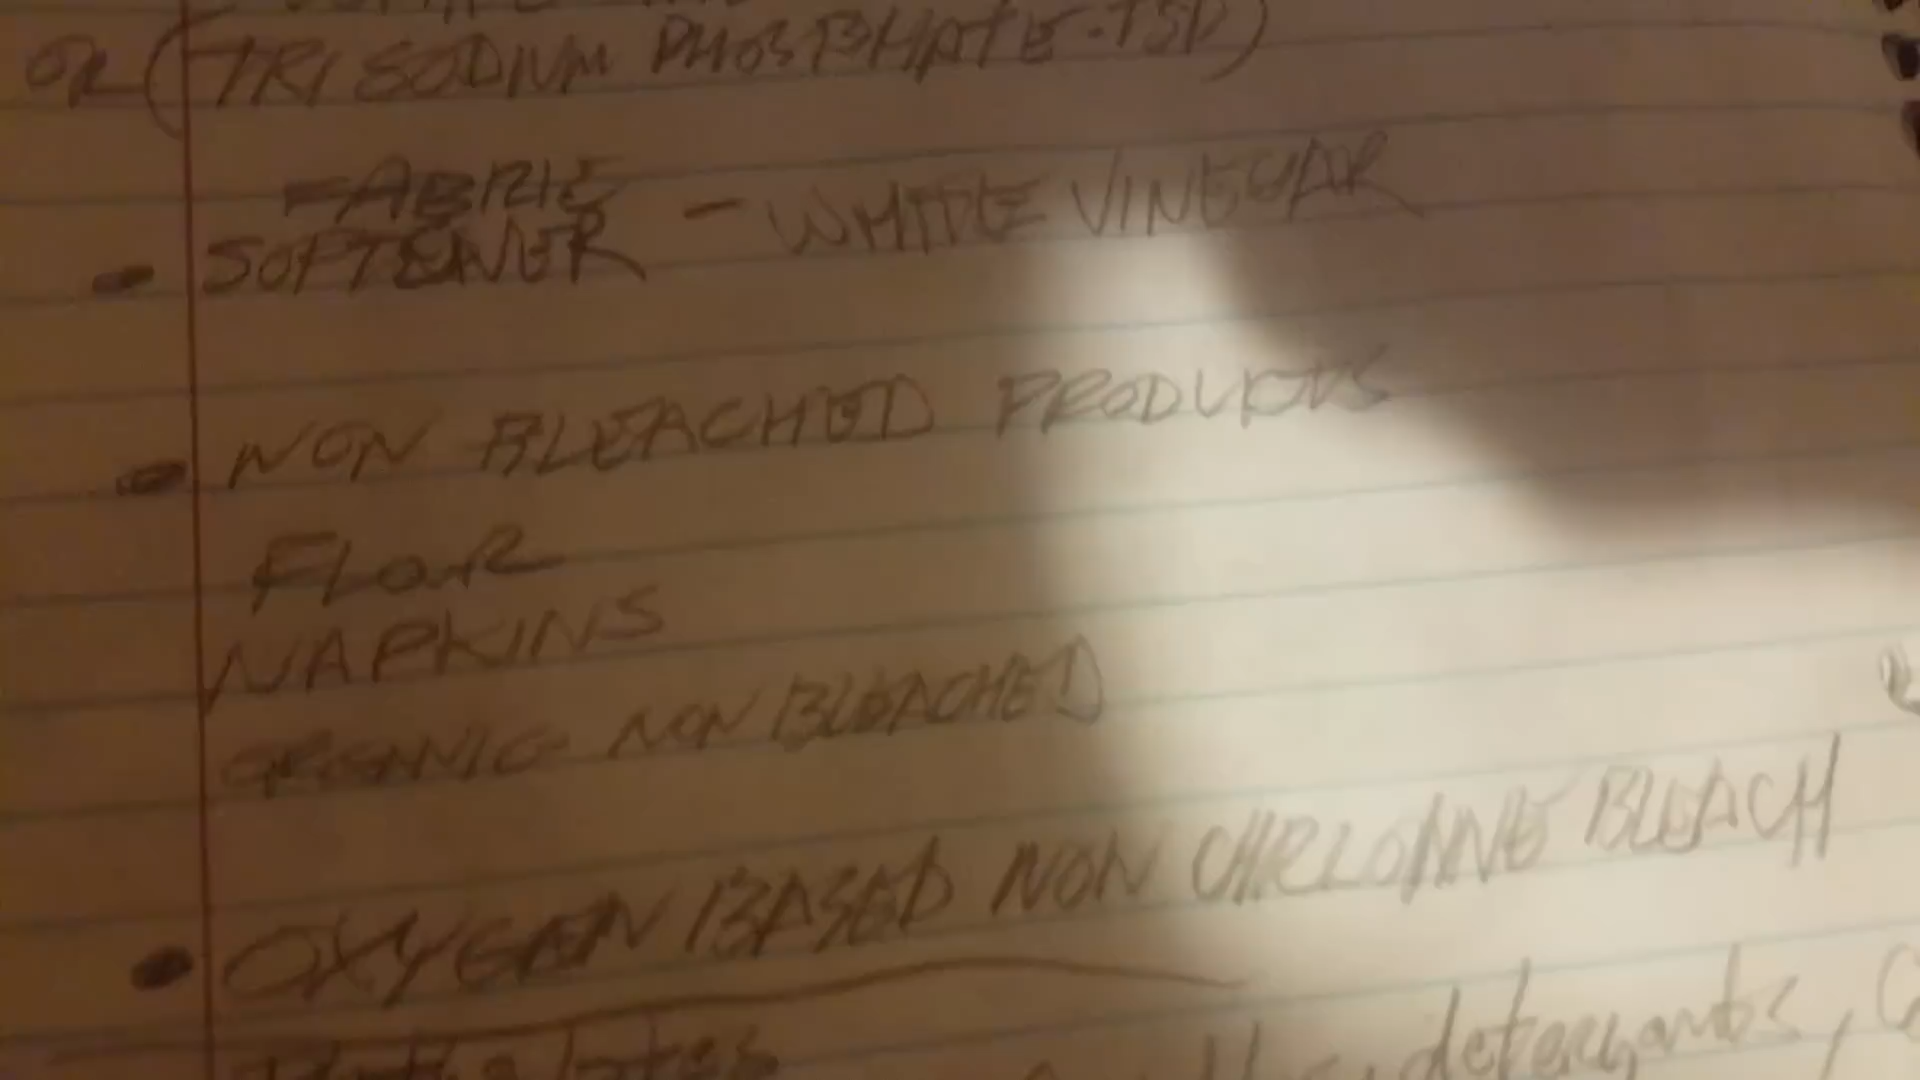 OR (TRI SODIUM PHOSPHATE-TSP)
FABRIC
- SOFTENER - WHITE VINEGAR
- NON BLEACHED PRODUCTS
FLOUR
NAPKINS
ORGANIC NON BLEACHED
• OXYGEN BASED NON CHRLORINE BLEACH
detergents,